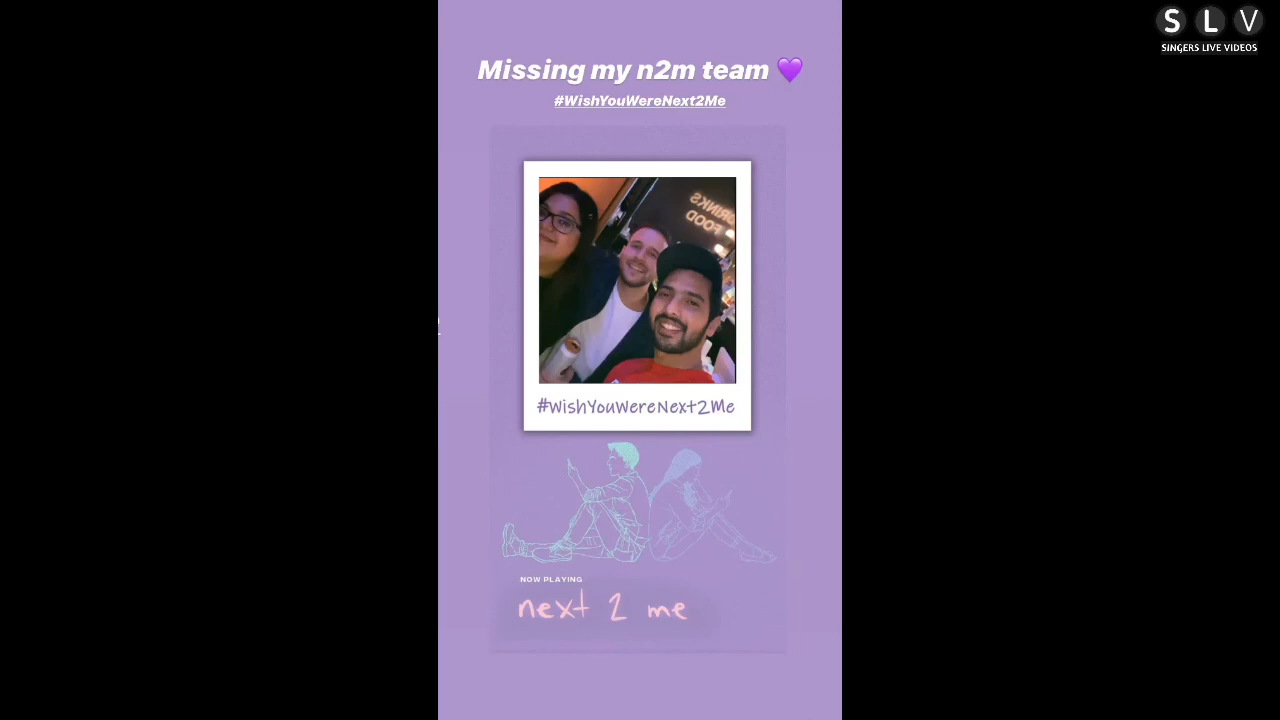 S L V
SINGERS LIVE VIDEOS
Missing my n2m team 💜
#WishYouWereNext2Me
DRINKS
FOOD
#WishYouWereNext2Me
NOW PLAYING
next 2 me